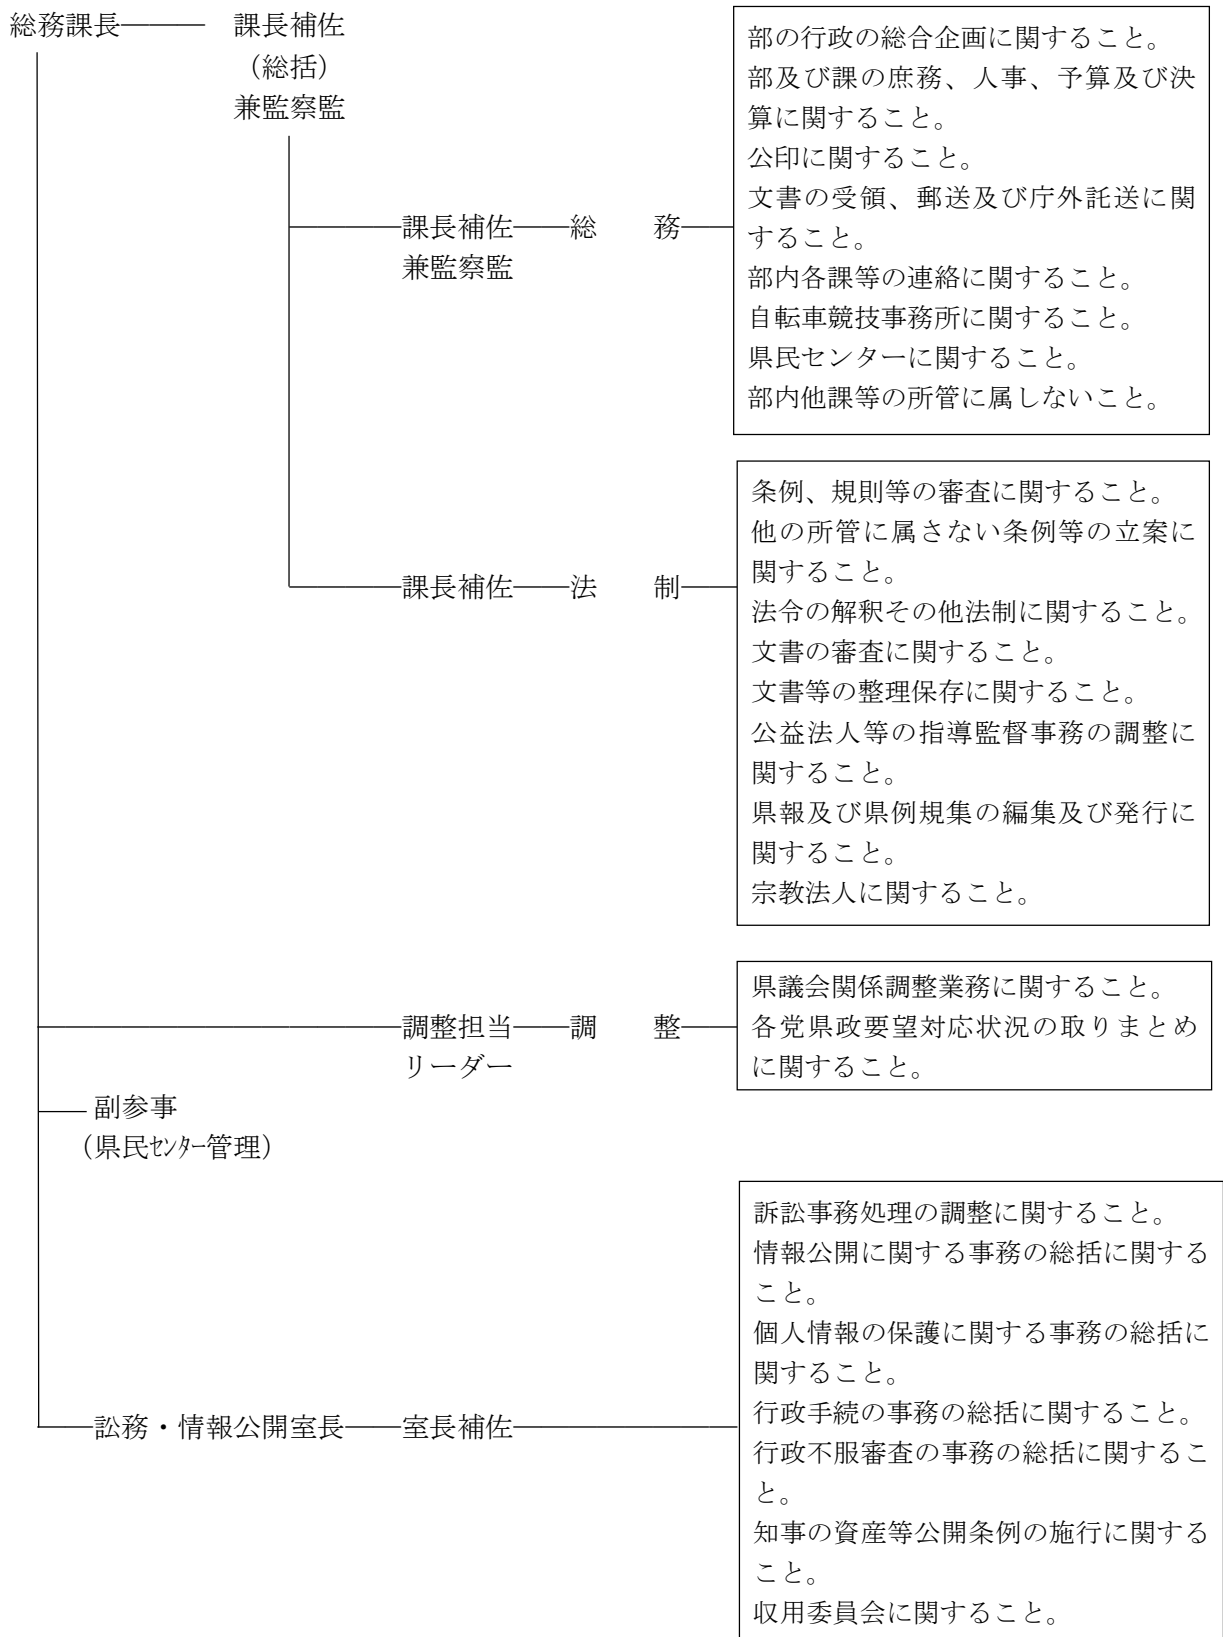 総務課長 課長補佐
（総括）
兼監察監
課長補佐 総 務
兼監察監
部の行政の総合企画に関すること。
部及び課の庶務、人事、予算及び決
算に関すること。
公印に関すること。
文書の受領、郵送及び庁外託送に関
すること。
部内各課等の連絡に関すること。
自転車競技事務所に関すること。
県民センターに関すること。
部内他課等の所管に属しないこと。
課長補佐 法 制
条例、規則等の審査に関すること。
他の所管に属さない条例等の立案に
関すること。
法令の解釈その他法制に関すること。
文書の審査に関すること。
文書等の整理保存に関すること。
公益法人等の指導監督事務の調整に
関すること。
県報及び県例規集の編集及び発行に
関すること。
宗教法人に関すること。
調整担当 調 整
リーダー
県議会関係調整業務に関すること。
各党県政要望対応状況の取りまとめ
に関すること。
副参事
（県民ｾﾝﾀｰ管理）
訟務・情報公開室長 室長補佐
訴訟事務処理の調整に関すること。
情報公開に関する事務の総括に関する
こと。
個人情報の保護に関する事務の総括に
関すること。
行政手続の事務の総括に関すること。
行政不服審査の事務の総括に関するこ
と。
知事の資産等公開条例の施行に関する
こと。
収用委員会に関すること。